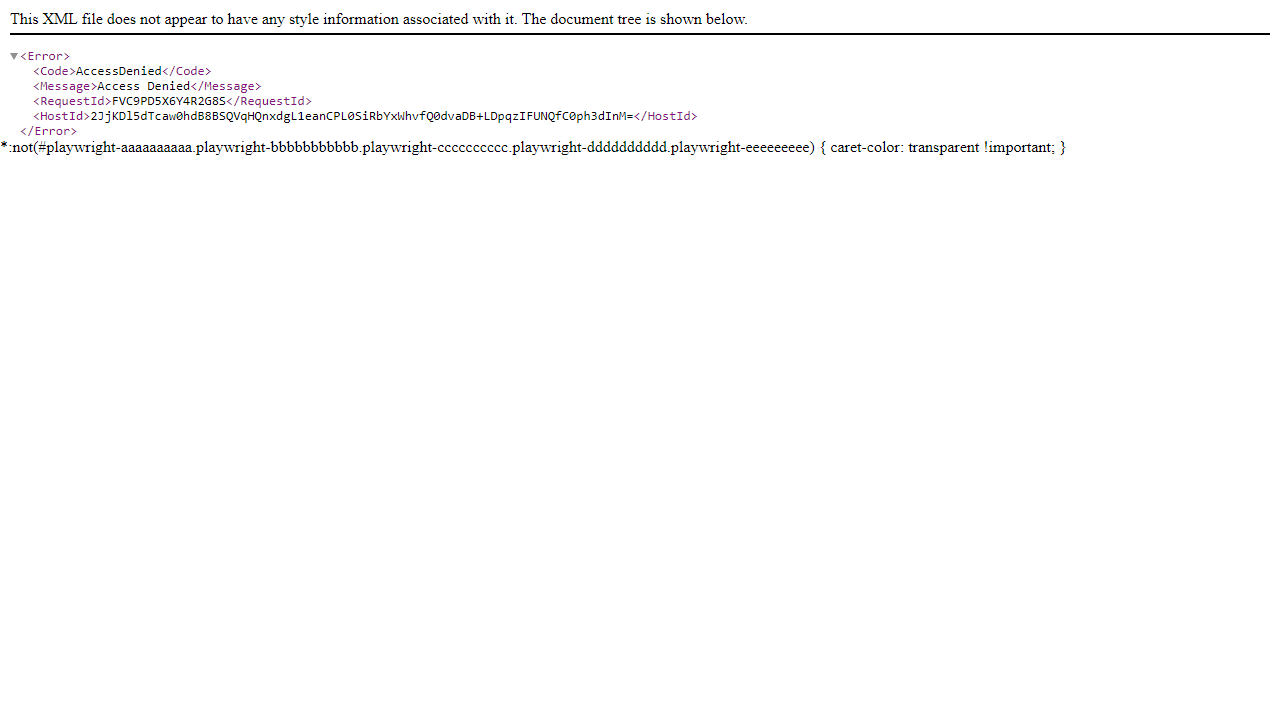 This XML file does not appear to have any style information associated with it. The document tree is shown below.
▼<Error>
<Code>AccessDenied</Code>
<Message>Access Denied</Message>
<RequestId>FVC9PD5X6Y4R2G8S</RequestId>
<HostId>2JjKDl5dTcaw0hdB8BSQVqHQnxdgL1eanCPL0SiRbYxWhvfQ0dvaDB+LDpqzIFUNQfC0ph3dInM=</HostId>
</Error>
*:not(#playwright-aaaaaaaaaa.playwright-bbbbbbbbbbb.playwright-cccccccccc.playwright-dddddddddd.playwright-eeeeeeeee) { caret-color: transparent !important; }